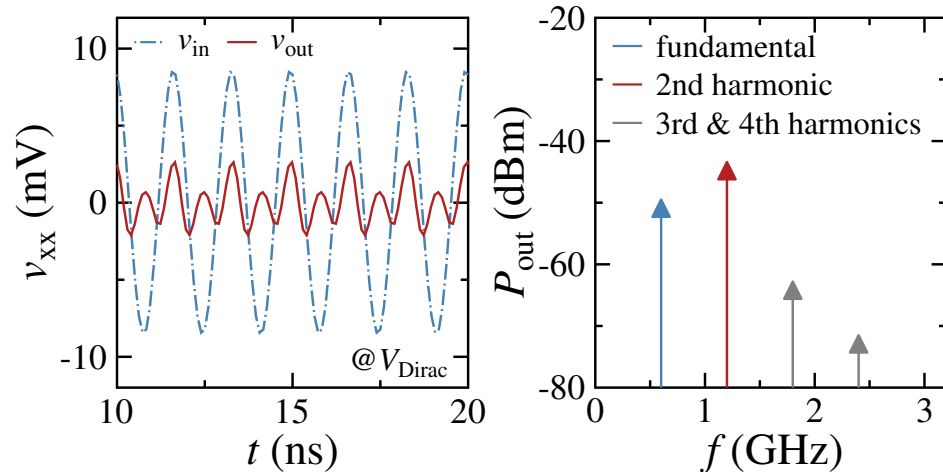 v_xx (mV)
10
0
-10
v_in v_out
@V_Dirac
10 15 20
t (ns)
P_out (dBm)
-20
-40
-60
-80
fundamental
2nd harmonic
3rd & 4th harmonics
0 1 2 3
f (GHz)